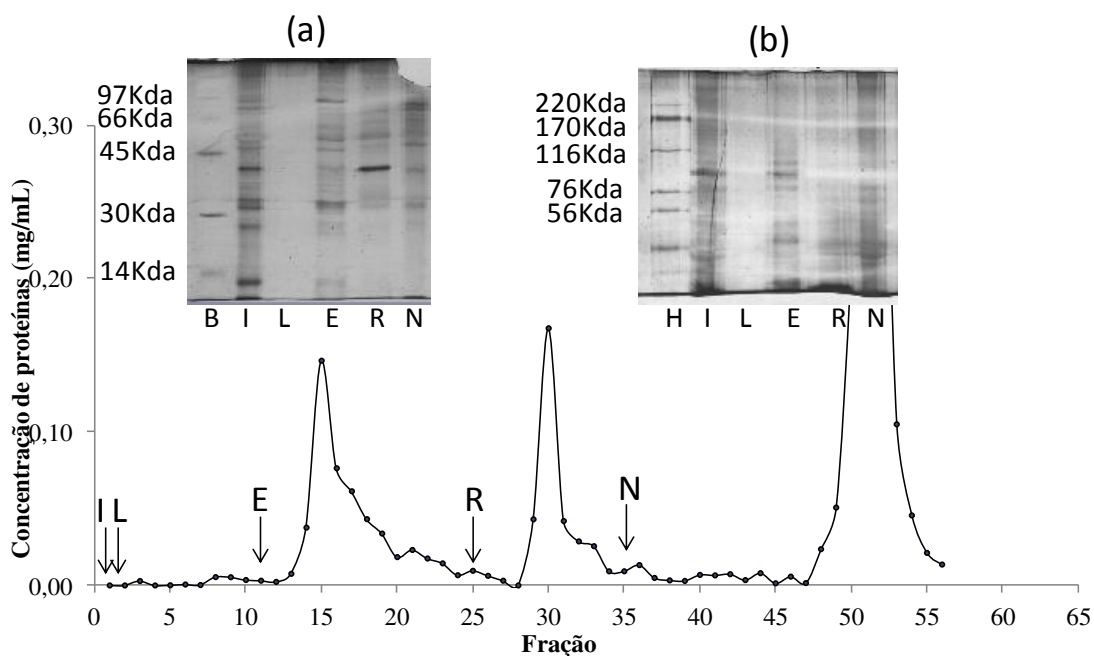 (a)
(b)
97Kda
66Kda
45Kda
30Kda
14Kda
B I L E R N
220Kda
170Kda
116Kda
76Kda
56Kda
H I L E R N
Concentração de proteínas (mg/mL)
0,30
0,20
0,10
0,00
I L E R N
0 5 10 15 20 25 30 35 40 45 50 55 60 65
Fração